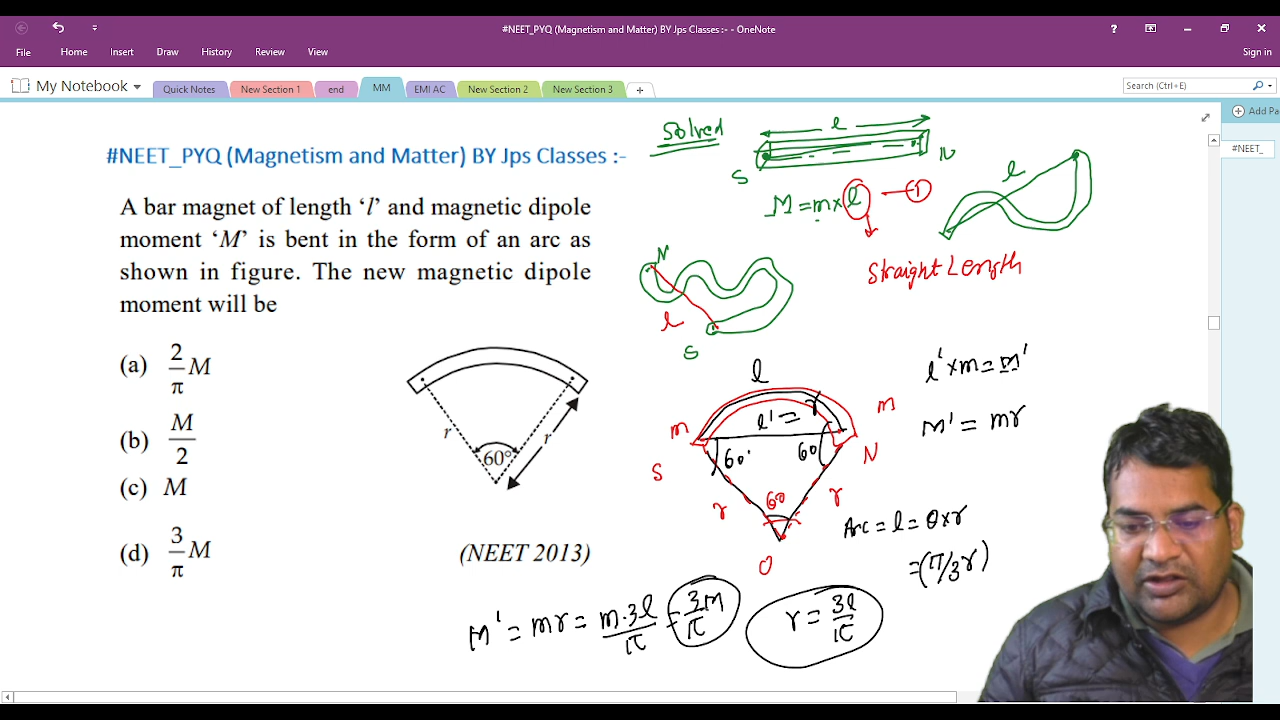 #NEET_PYQ (Magnetism and Matter) BY Jps Classes :- - OneNote
File Home Insert Draw History Review View
Sign in
My Notebook
Quick Notes New Section 1 end MM EMI AC New Section 2 New Section 3 +
Search (Ctrl+E)
Add Pa
#NEET_
#NEET_PYQ (Magnetism and Matter) BY Jps Classes :-
A bar magnet of length ‘l’ and magnetic dipole
moment ‘M’ is bent in the form of an arc as
shown in figure. The new magnetic dipole
moment will be
(a) 2/π M
(b) M/2
(c) M
(d) 3/π M
(NEET 2013)
r
r
60°
Solved
l
S
N
M = m × l — ①
l
Straight Length
N
l
S
l
l' = r
m
m
S
N
60°
60
60
r
r
O
l' × m = M'
M' = mr
Arc = l = θ × r
= (π/3 r)
r = 3l/π
M' = mr = m·3l/π = 3M/π